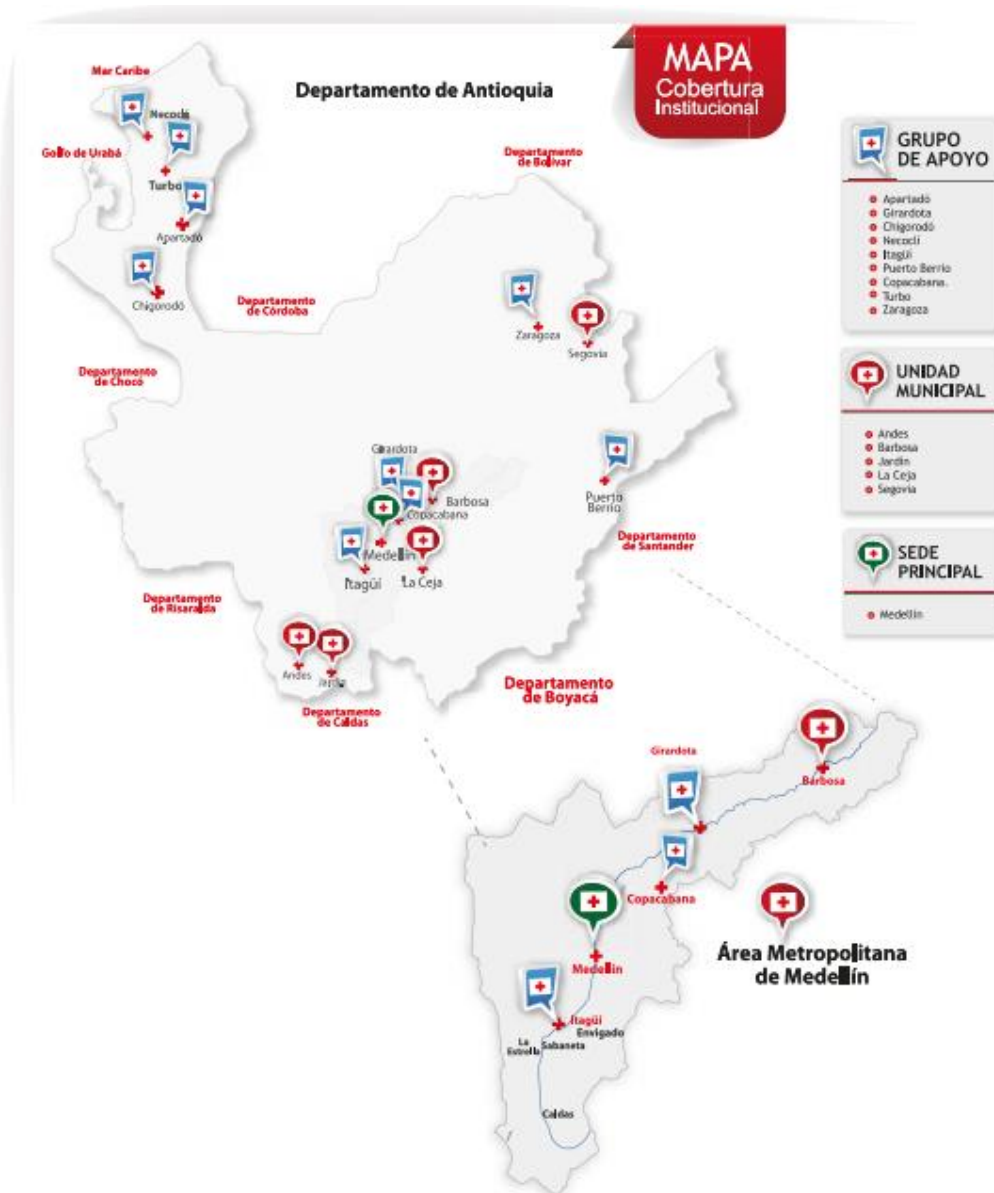 MAPA
Cobertura
Institucional
Departamento de Antioquia
Mar Caribe
Necoclí
Golfo de Urabá
Turbo
Apartadó
Chigorodó
Departamento
de Bolívar
Departamento
de Córdoba
Zaragoza
Segovia
Departamento
de Chocó
Girardota
Barbosa
Copacabana
Medellín
Itagüí
La Ceja
Puerto
Berrio
Departamento
de Santander
Departamento
de Risaralda
Andes
Jardín
Departamento
de Caldas
Departamento
de Boyacá
GRUPO
DE APOYO
Apartadó
Girardota
Chigorodó
Necoclí
Itagüí
Puerto Berrio
Copacabana.
Turbo
Zaragoza
UNIDAD
MUNICIPAL
Andes
Barbosa
Jardín
La Ceja
Segovia
SEDE
PRINCIPAL
Medellín
Girardota
Barbosa
Copacabana
Medellín
Itagüí
Envigado
La
Estrella
Sabaneta
Caldas
Área Metropolitana
de Medellín